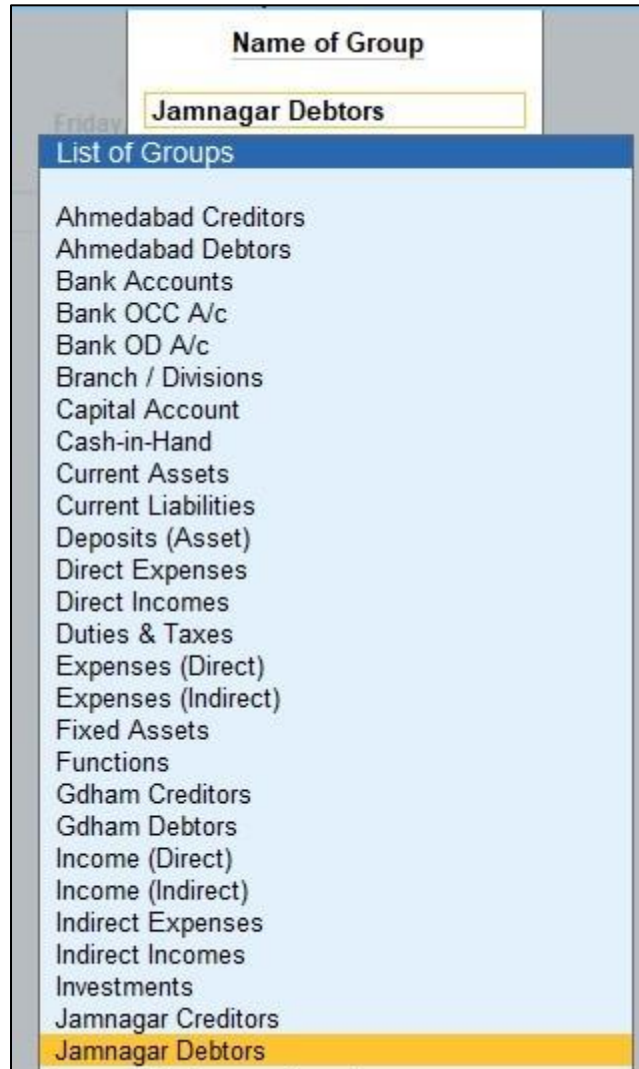 Name of Group
Jamnagar Debtors
Friday
List of Groups
Ahmedabad Creditors
Ahmedabad Debtors
Bank Accounts
Bank OCC A/c
Bank OD A/c
Branch / Divisions
Capital Account
Cash-in-Hand
Current Assets
Current Liabilities
Deposits (Asset)
Direct Expenses
Direct Incomes
Duties & Taxes
Expenses (Direct)
Expenses (Indirect)
Fixed Assets
Functions
Gdham Creditors
Gdham Debtors
Income (Direct)
Income (Indirect)
Indirect Expenses
Indirect Incomes
Investments
Jamnagar Creditors
Jamnagar Debtors